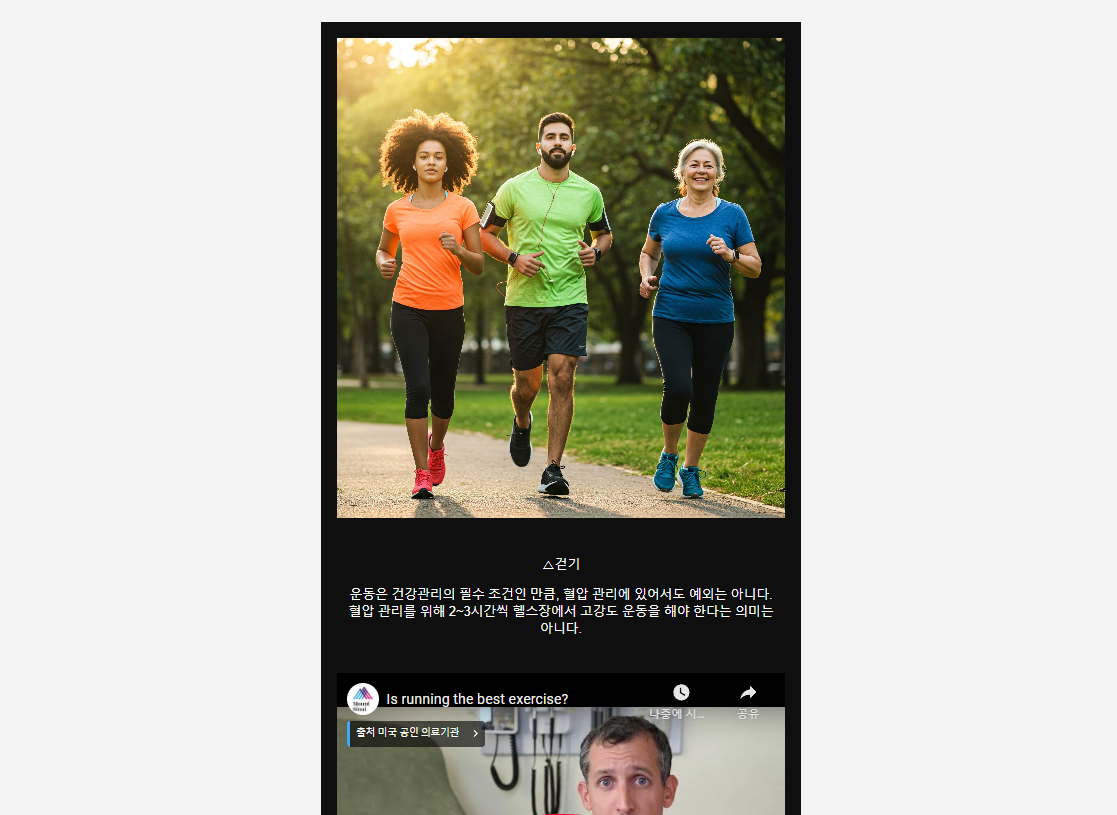 △걷기
운동은 건강관리의 필수 조건인 만큼, 혈압 관리에 있어서도 예외는 아니다.
혈압 관리를 위해 2~3시간씩 헬스장에서 고강도 운동을 해야 한다는 의미는
아니다.
Mount
Sinai
Is running the best exercise?
나중에 시...
공유
출처 미국 공인 의료기관